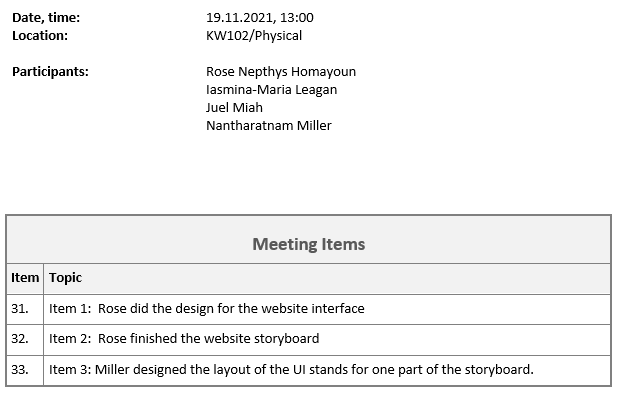 Date, time: 19.11.2021, 13:00
Location: KW102/Physical
Participants: Rose Nepthys Homayoun
Iasmina-Maria Leagan
Juel Miah
Nantharatnam Miller
Meeting Items
Item Topic
31. Item 1:  Rose did the design for the website interface
32. Item 2:  Rose finished the website storyboard
33. Item 3: Miller designed the layout of the UI stands for one part of the storyboard.